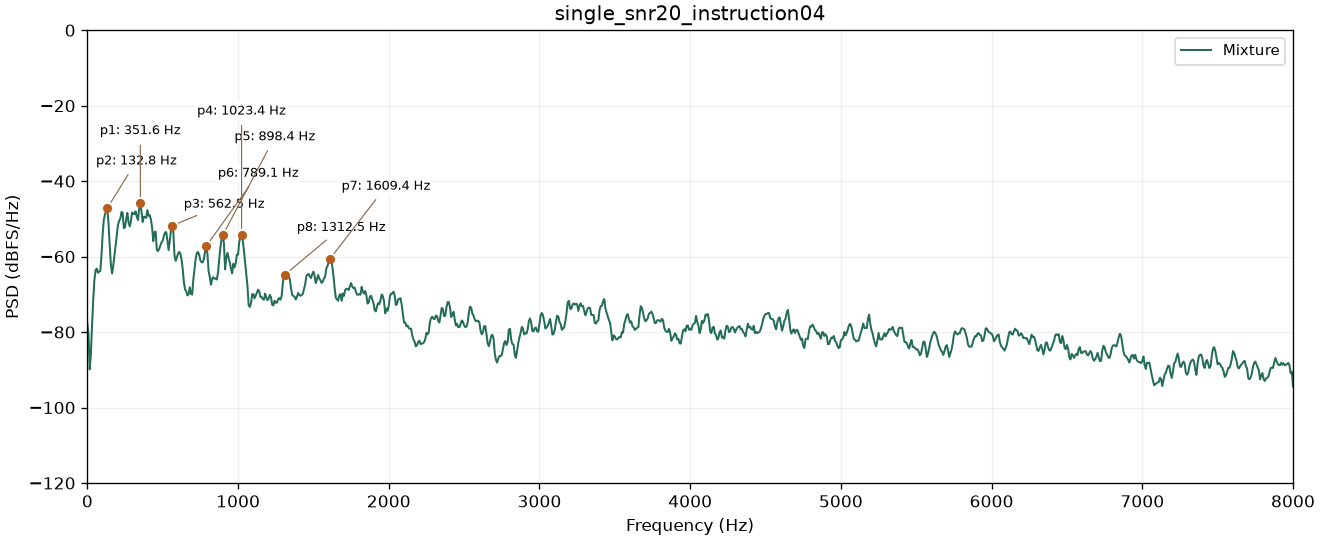 single_snr20_instruction04
Mixture
p4: 1023.4 Hz
p1: 351.6 Hz
p5: 898.4 Hz
p2: 132.8 Hz
p6: 789.1 Hz
p7: 1609.4 Hz
p3: 562.5 Hz
p8: 1312.5 Hz
PSD (dBFS/Hz)
0
−20
−40
−60
−80
−100
−120
0 1000 2000 3000 4000 5000 6000 7000 8000
Frequency (Hz)